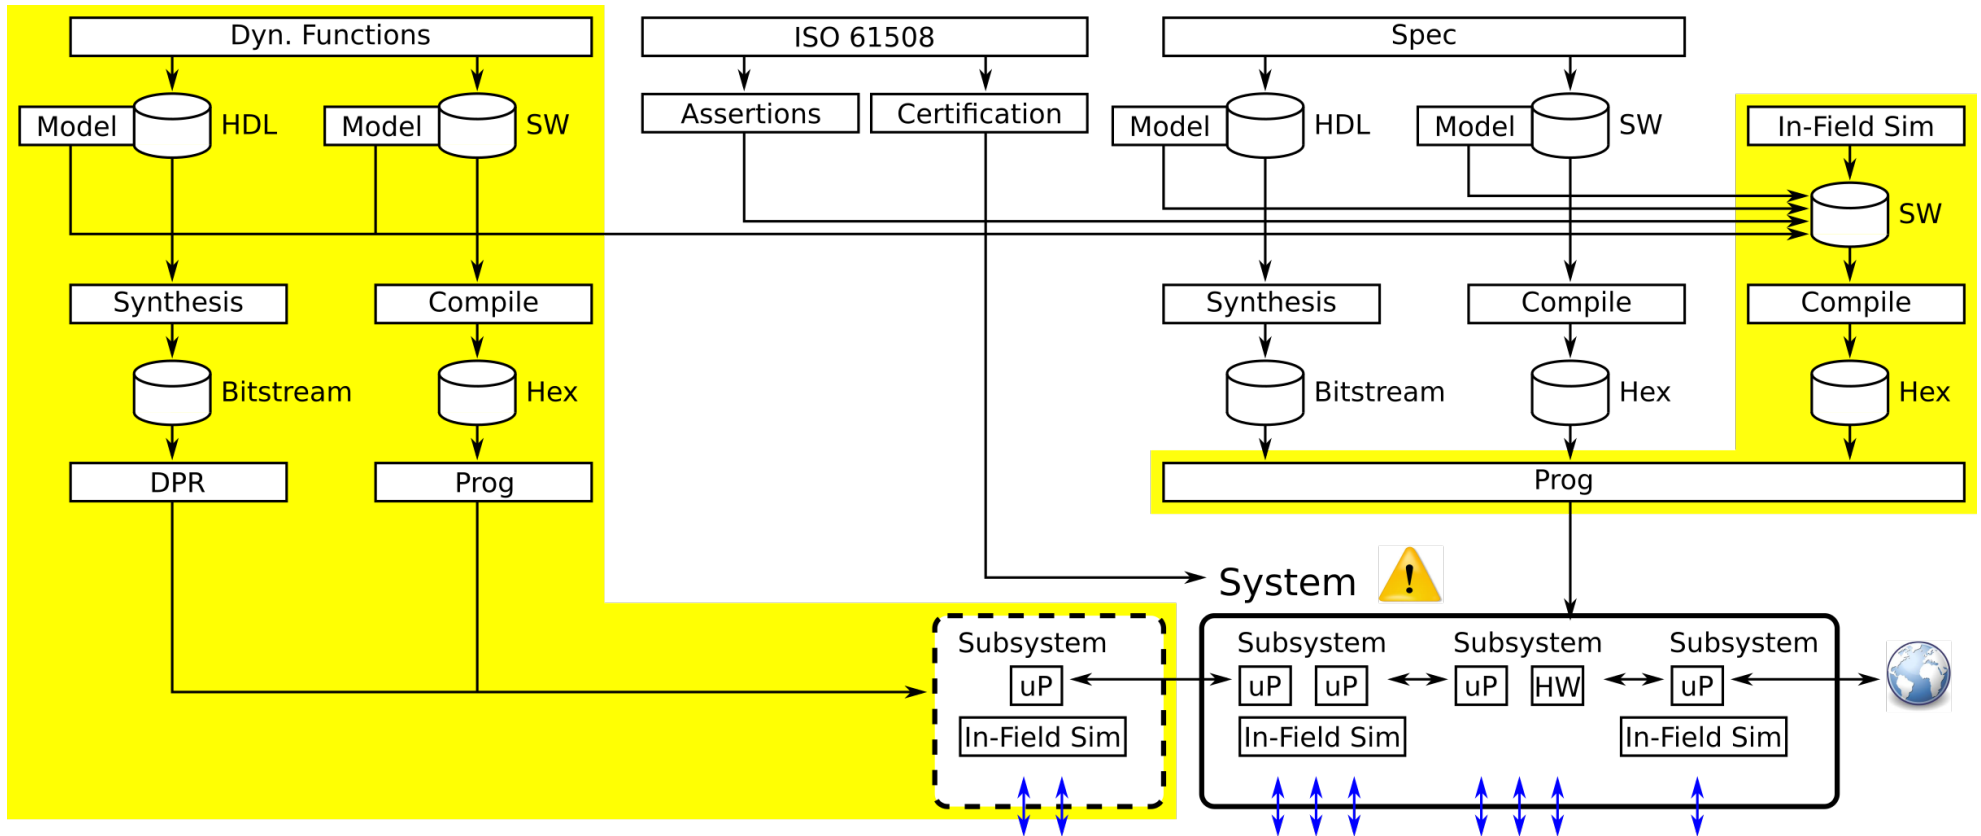 Dyn. Functions
ISO 61508
Spec
Model
HDL
Model
SW
Assertions
Certification
Model
HDL
Model
SW
In-Field Sim
SW
Synthesis
Compile
Synthesis
Compile
Compile
Bitstream
Hex
Bitstream
Hex
Hex
DPR
Prog
Prog
System
Subsystem
Subsystem
Subsystem
Subsystem
uP
uP
uP
uP
HW
uP
In-Field Sim
In-Field Sim
In-Field Sim